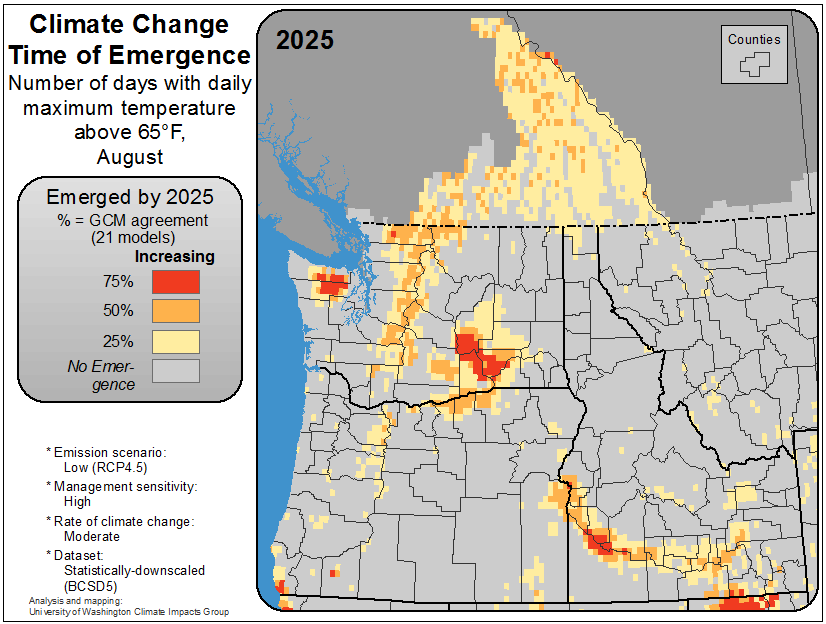 Climate Change
Time of Emergence
Number of days with daily
maximum temperature
above 65°F,
August
2025
Counties
Emerged by 2025
% = GCM agreement
(21 models)
Increasing
75%
50%
25%
No Emer-
gence
* Emission scenario:
Low (RCP4.5)
* Management sensitivity:
High
* Rate of climate change:
Moderate
* Dataset:
Statistically-downscaled
(BCSD5)
Analysis and mapping:
University of Washington Climate Impacts Group